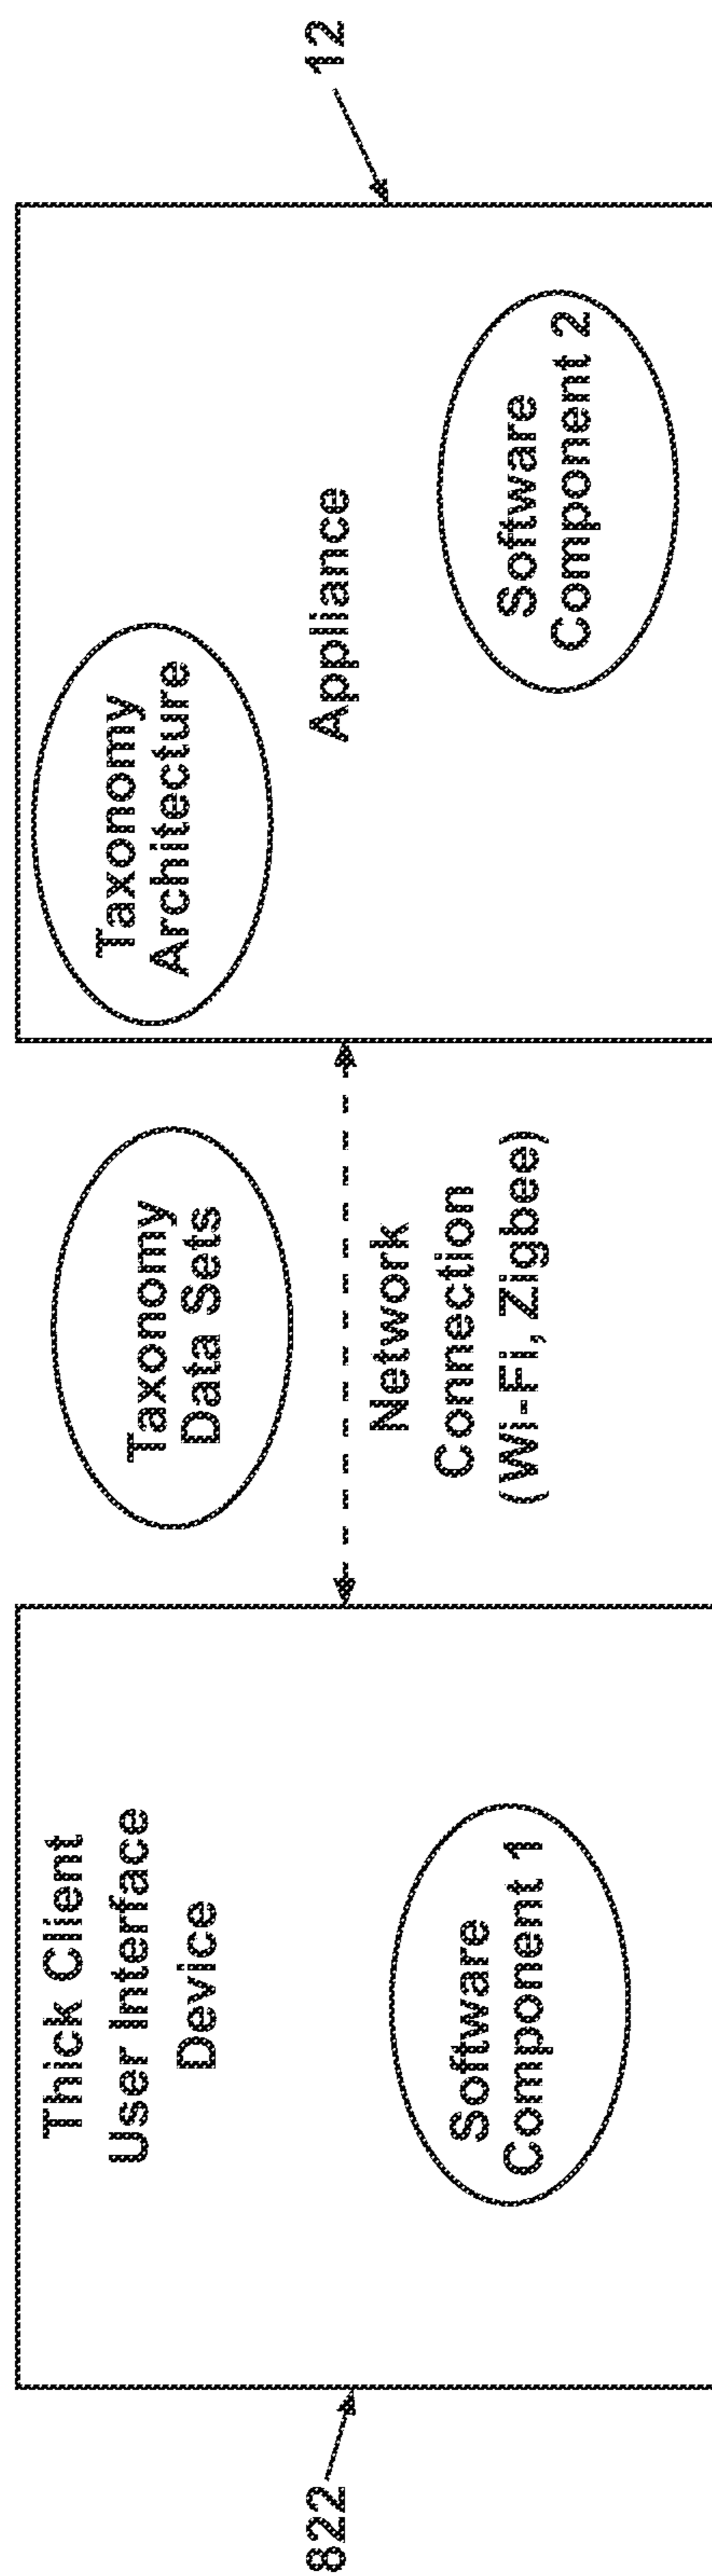 822
Thick Client
User Interface
Device
Software
Component 1
Taxonomy
Data Sets
Network
Connection
(Wi-Fi, Zigbee)
Taxonomy
Architecture
Appliance
Software
Component 2
12